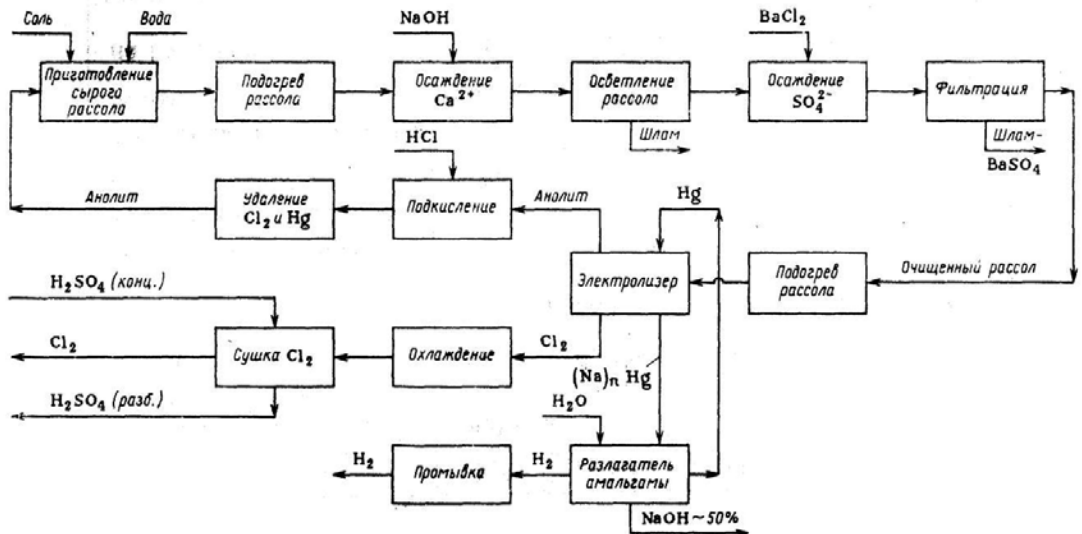 Соль
Вода
NaOH
BaCl₂
Приготовление
сырого
рассола
Подогрев
рассола
Осаждение
Ca²⁺
Осветление
рассола
Осаждение
SO₄²⁻
Фильтрация
Шлам
Шлам-
BaSO₄
HCl
Анолит
Удаление
Cl₂ и Hg
Подкисление
Анолит
Hg
Электролизер
Подогрев
рассола
Очищенный рассол
H₂SO₄ (конц.)
Cl₂
Сушка Cl₂
Охлаждение
Cl₂
(Na)ₙ Hg
H₂SO₄ (разб.)
H₂O
H₂
Промывка
H₂
Разлагатель
амальгамы
NaOH ~ 50%